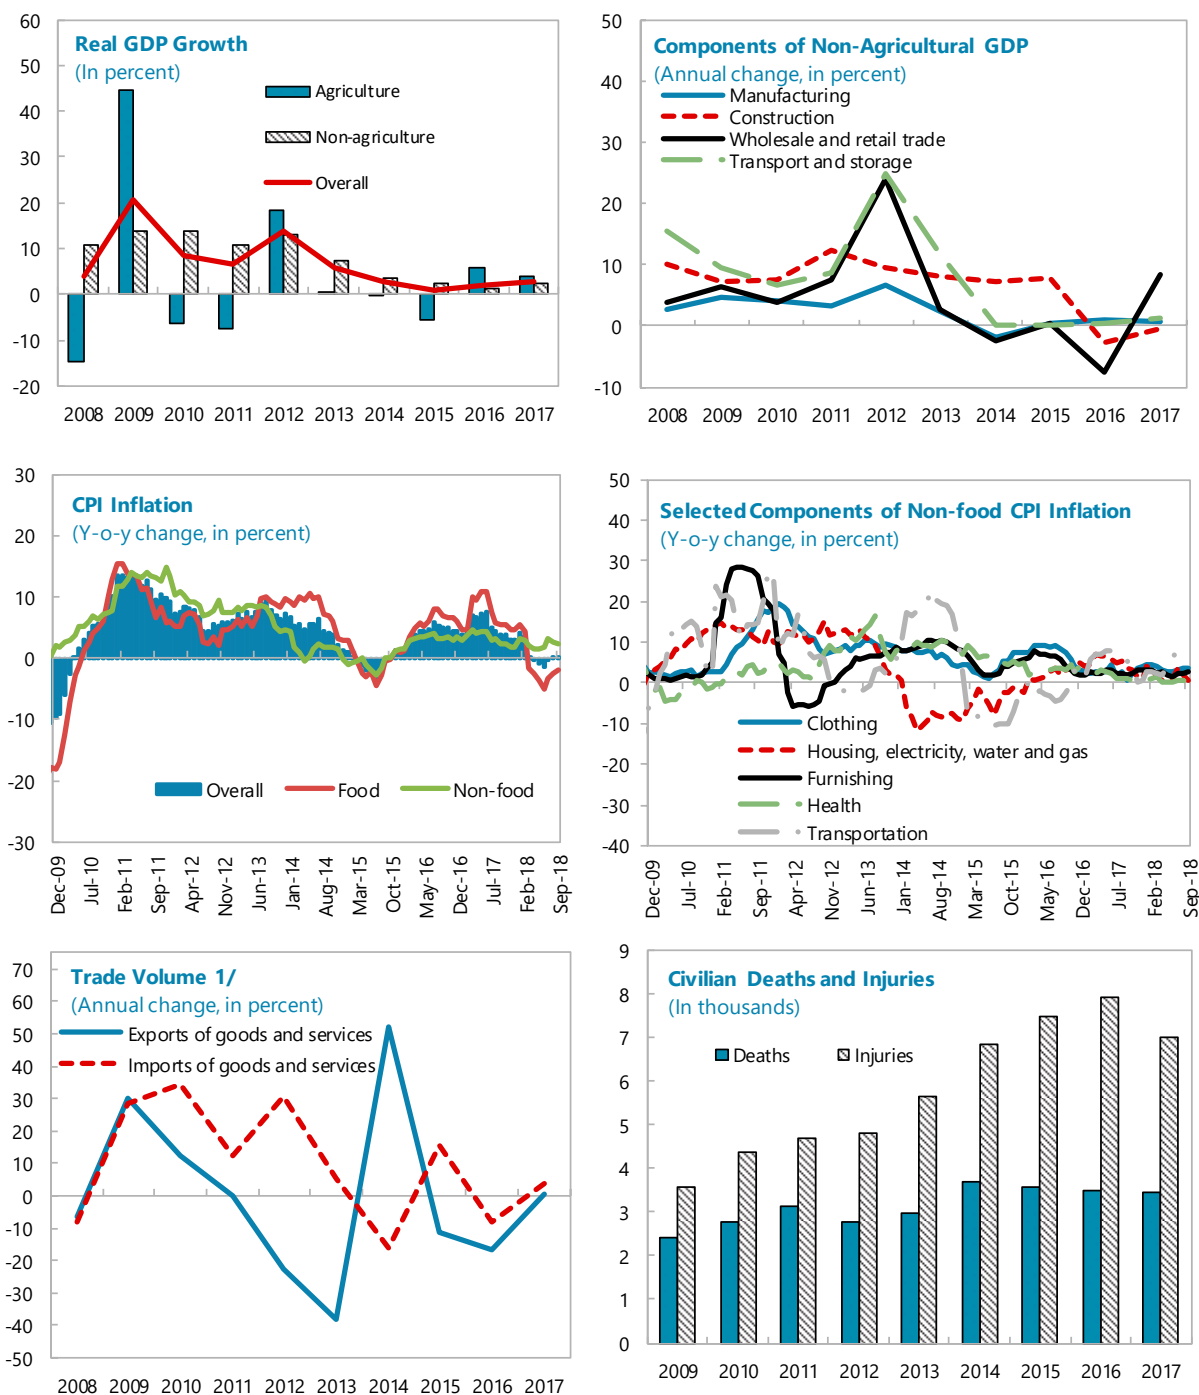 Real GDP Growth
(In percent)
Agriculture
Non-agriculture
Overall
60
50
40
30
20
10
0
-10
-20
2008 2009 2010 2011 2012 2013 2014 2015 2016 2017
Components of Non-Agricultural GDP
(Annual change, in percent)
Manufacturing
Construction
Wholesale and retail trade
Transport and storage
50
40
30
20
10
0
-10
2008 2009 2010 2011 2012 2013 2014 2015 2016 2017
CPI Inflation
(Y-o-y change, in percent)
30
20
10
0
-10
-20
-30
Overall Food Non-food
Dec-09 Jul-10 Feb-11 Sep-11 Apr-12 Nov-12 Jun-13 Jan-14 Aug-14 Mar-15 Oct-15 May-16 Dec-16 Jul-17 Feb-18 Sep-18
Selected Components of Non-food CPI Inflation
(Y-o-y change, in percent)
50
40
30
20
10
0
-10
-20
-30
-40
Clothing
Housing, electricity, water and gas
Furnishing
Health
Transportation
Dec-09 Jul-10 Feb-11 Sep-11 Apr-12 Nov-12 Jun-13 Jan-14 Aug-14 Mar-15 Oct-15 May-16 Dec-16 Jul-17 Feb-18 Sep-18
Trade Volume 1/
(Annual change, in percent)
Exports of goods and services
Imports of goods and services
70
60
50
40
30
20
10
0
-10
-20
-30
-40
-50
2008 2009 2010 2011 2012 2013 2014 2015 2016 2017
Civilian Deaths and Injuries
(In thousands)
Deaths Injuries
9
8
7
6
5
4
3
2
1
0
2009 2010 2011 2012 2013 2014 2015 2016 2017